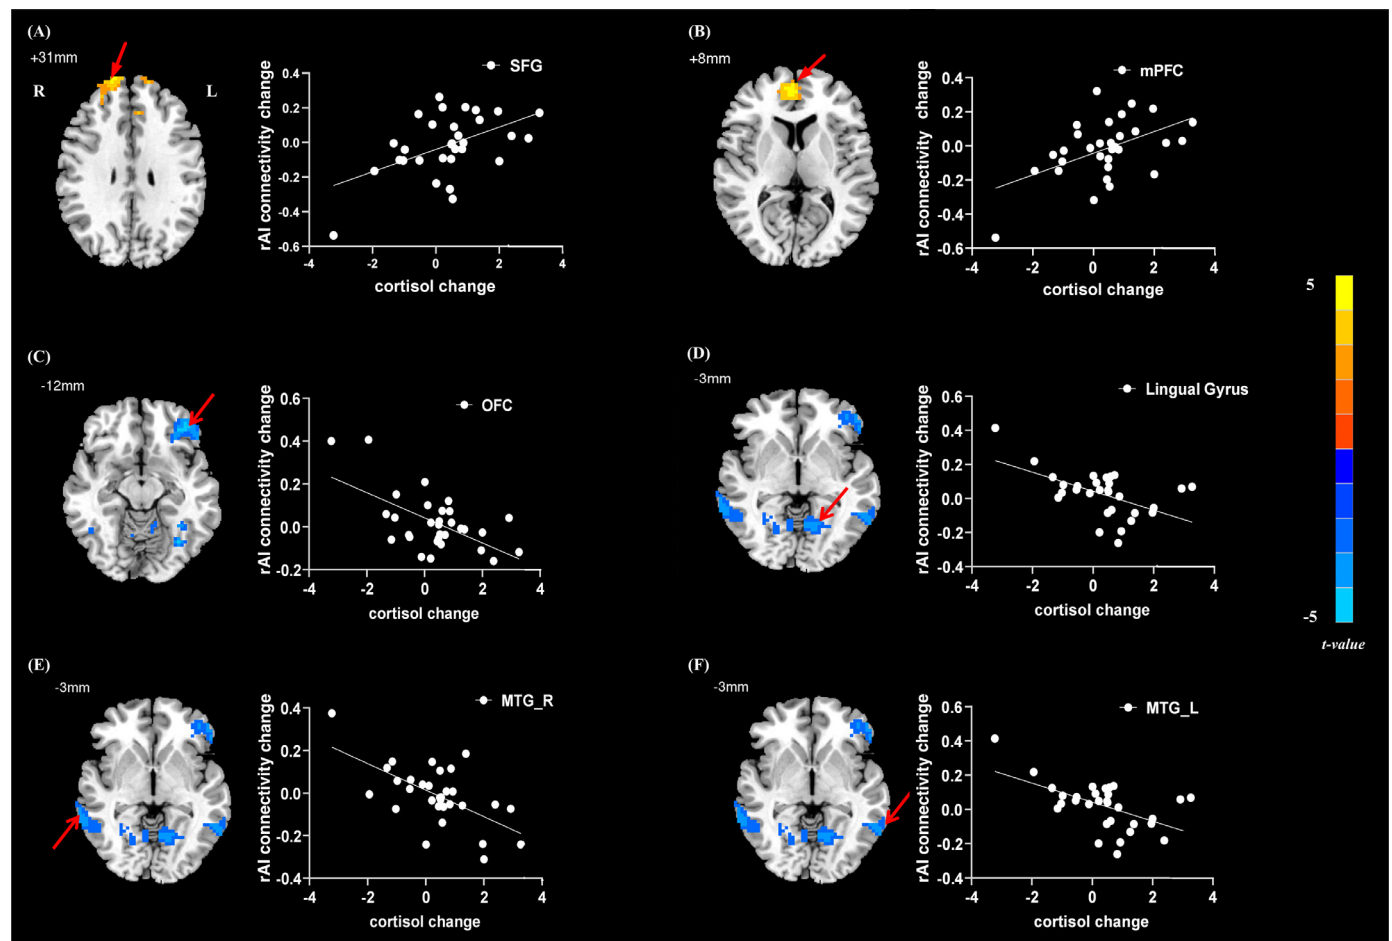 (A)
+31mm
R
L
SFG
rAI connectivity change
0.4
0.2
0.0
-0.2
-0.4
-0.6
-4
-2
0
2
4
cortisol change
(B)
+8mm
mPFC
rAI connectivity change
0.4
0.2
0.0
-0.2
-0.4
-0.6
-4
-2
0
2
4
cortisol change
(C)
-12mm
OFC
rAI connectivity change
0.6
0.4
0.2
0.0
-0.2
-4
-2
0
2
4
cortisol change
(D)
-3mm
Lingual Gyrus
rAI connectivity change
0.6
0.4
0.2
0.0
-0.2
-0.4
-4
-2
0
2
4
cortisol change
5
-5
t-value
(E)
-3mm
MTG_R
rAI connectivity change
0.4
0.2
0.0
-0.2
-0.4
-4
-2
0
2
4
cortisol change
(F)
-3mm
MTG_L
rAI connectivity change
0.6
0.4
0.2
0.0
-0.2
-0.4
-4
-2
0
2
4
cortisol change